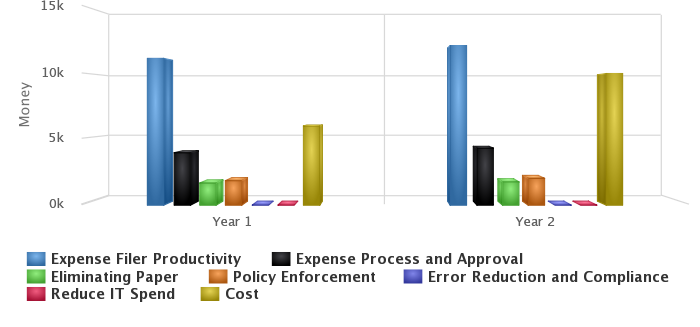 15k
10k
5k
0k
Money
Year 1
Year 2
Expense Filer Productivity
Expense Process and Approval
Eliminating Paper
Policy Enforcement
Error Reduction and Compliance
Reduce IT Spend
Cost